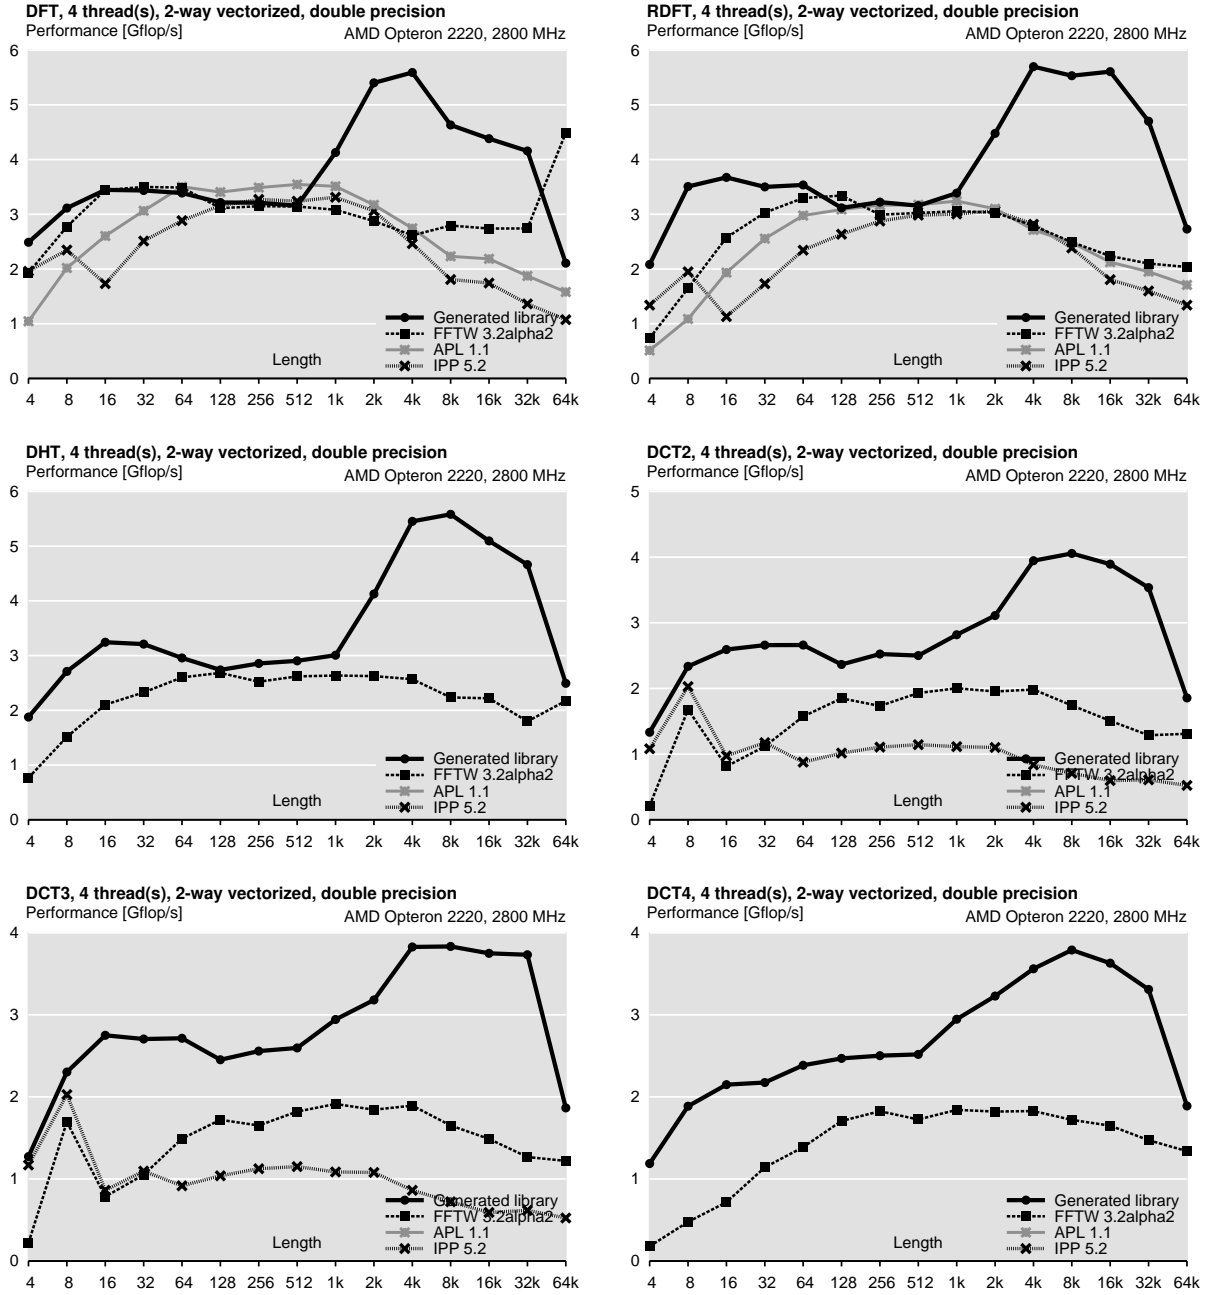 DFT, 4 thread(s), 2-way vectorized, double precision
Performance [Gflop/s] AMD Opteron 2220, 2800 MHz
6
5
4
3
2
1
0
Generated library
FFTW 3.2alpha2
APL 1.1
IPP 5.2
Length
4 8 16 32 64 128 256 512 1k 2k 4k 8k 16k 32k 64k
RDFT, 4 thread(s), 2-way vectorized, double precision
Performance [Gflop/s] AMD Opteron 2220, 2800 MHz
6
5
4
3
2
1
0
Generated library
FFTW 3.2alpha2
APL 1.1
IPP 5.2
Length
4 8 16 32 64 128 256 512 1k 2k 4k 8k 16k 32k 64k
DHT, 4 thread(s), 2-way vectorized, double precision
Performance [Gflop/s] AMD Opteron 2220, 2800 MHz
6
5
4
3
2
1
0
Generated library
FFTW 3.2alpha2
APL 1.1
IPP 5.2
Length
4 8 16 32 64 128 256 512 1k 2k 4k 8k 16k 32k 64k
DCT2, 4 thread(s), 2-way vectorized, double precision
Performance [Gflop/s] AMD Opteron 2220, 2800 MHz
5
4
3
2
1
0
Generated library
FFTW 3.2alpha2
APL 1.1
IPP 5.2
Length
4 8 16 32 64 128 256 512 1k 2k 4k 8k 16k 32k 64k
DCT3, 4 thread(s), 2-way vectorized, double precision
Performance [Gflop/s] AMD Opteron 2220, 2800 MHz
4
3
2
1
0
Generated library
FFTW 3.2alpha2
APL 1.1
IPP 5.2
Length
4 8 16 32 64 128 256 512 1k 2k 4k 8k 16k 32k 64k
DCT4, 4 thread(s), 2-way vectorized, double precision
Performance [Gflop/s] AMD Opteron 2220, 2800 MHz
4
3
2
1
0
Generated library
FFTW 3.2alpha2
APL 1.1
IPP 5.2
Length
4 8 16 32 64 128 256 512 1k 2k 4k 8k 16k 32k 64k